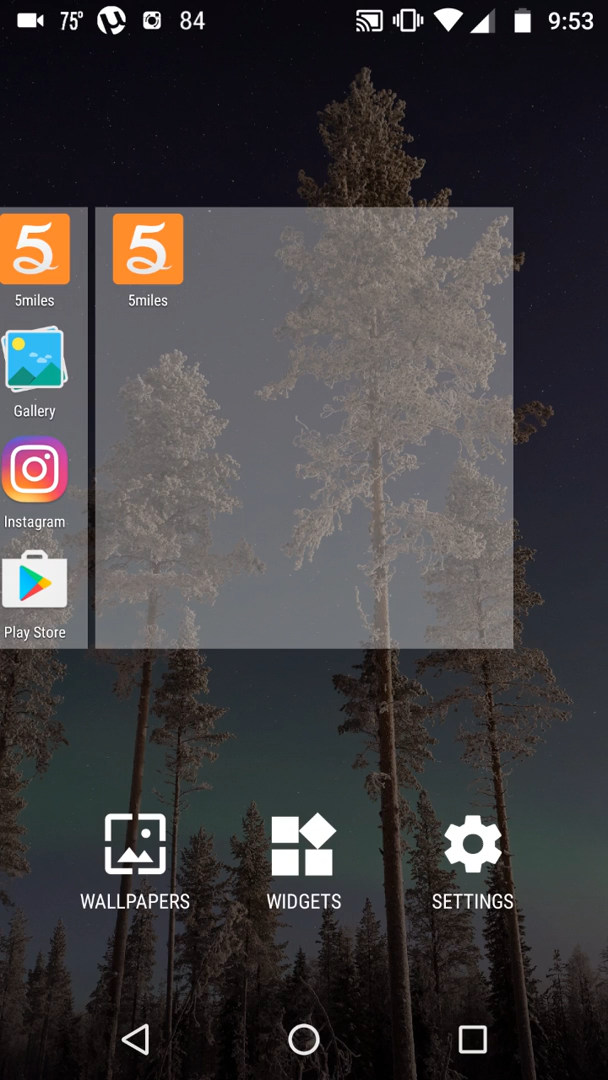 75° 84 9:53
5 5
5miles 5miles
Gallery
Instagram
Play Store
WALLPAPERS WIDGETS SETTINGS